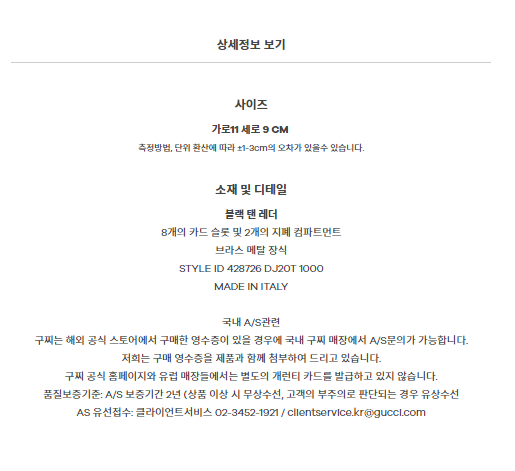 상세정보 보기
사이즈
가로11 세로 9 CM
측정방법, 단위 환산에 따라 ±1-3cm의 오차가 있을수 있습니다.
소재 및 디테일
블랙 탠 레더
8개의 카드 슬롯 및 2개의 지폐 컴파트먼트
브라스 메탈 장식
STYLE ID 428726 DJ20T 1000
MADE IN ITALY
국내 A/S관련
구찌는 해외 공식 스토어에서 구매한 영수증이 있을 경우에 국내 구찌 매장에서 A/S문의가 가능합니다.
저희는 구매 영수증을 제품과 함께 첨부하여 드리고 있습니다.
구찌 공식 홈페이지와 유럽 매장들에서는 별도의 개런티 카드를 발급하고 있지 않습니다.
품질보증기준: A/S 보증기간 2년 (상품 이상 시 무상수선, 고객의 부주의로 판단되는 경우 유상수선
AS 유선접수: 클라이언트서비스 02-3452-1921 / clientservice.kr@gucci.com